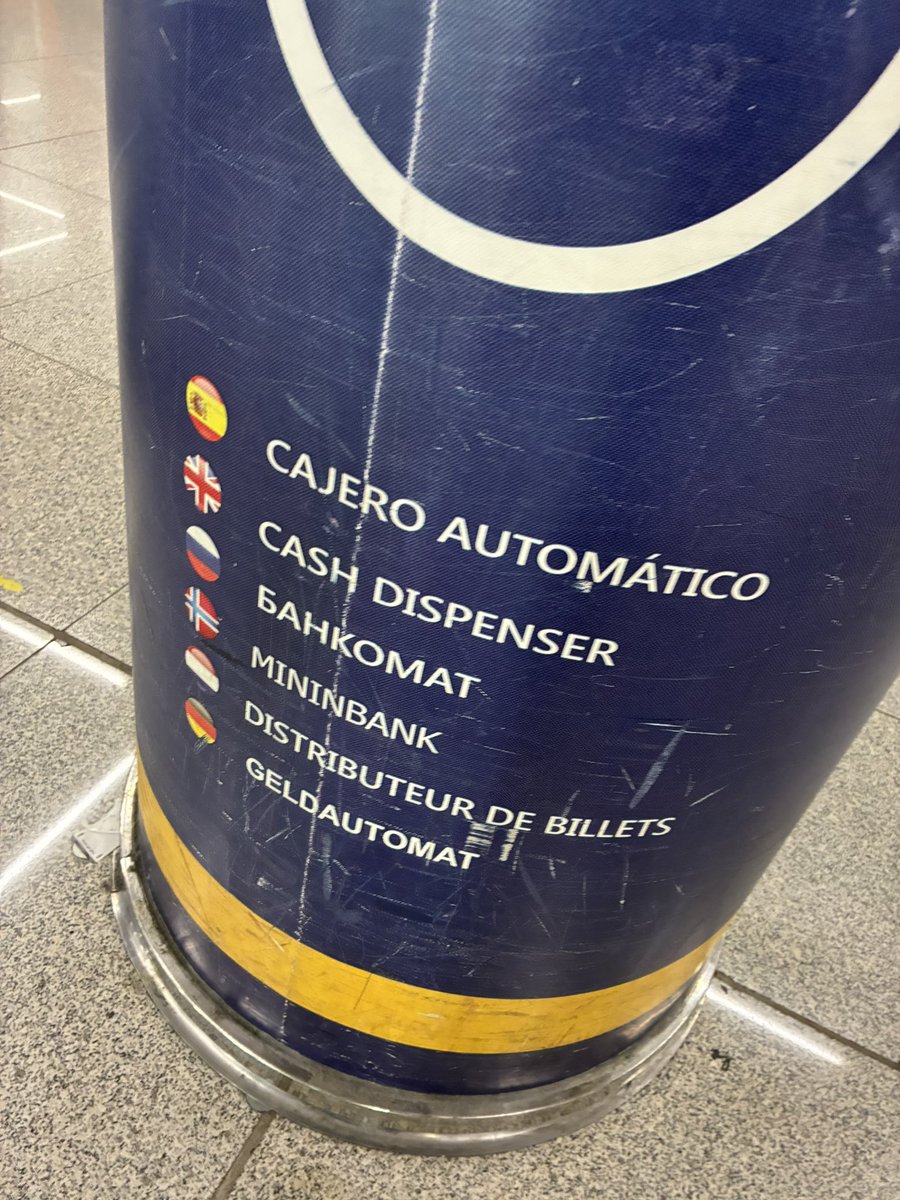 CAJERO AUTOMÁTICO
CASH DISPENSER
БАНКОМАТ
MININBANK
DISTRIBUTEUR DE BILLETS
GELDAUTOMAT